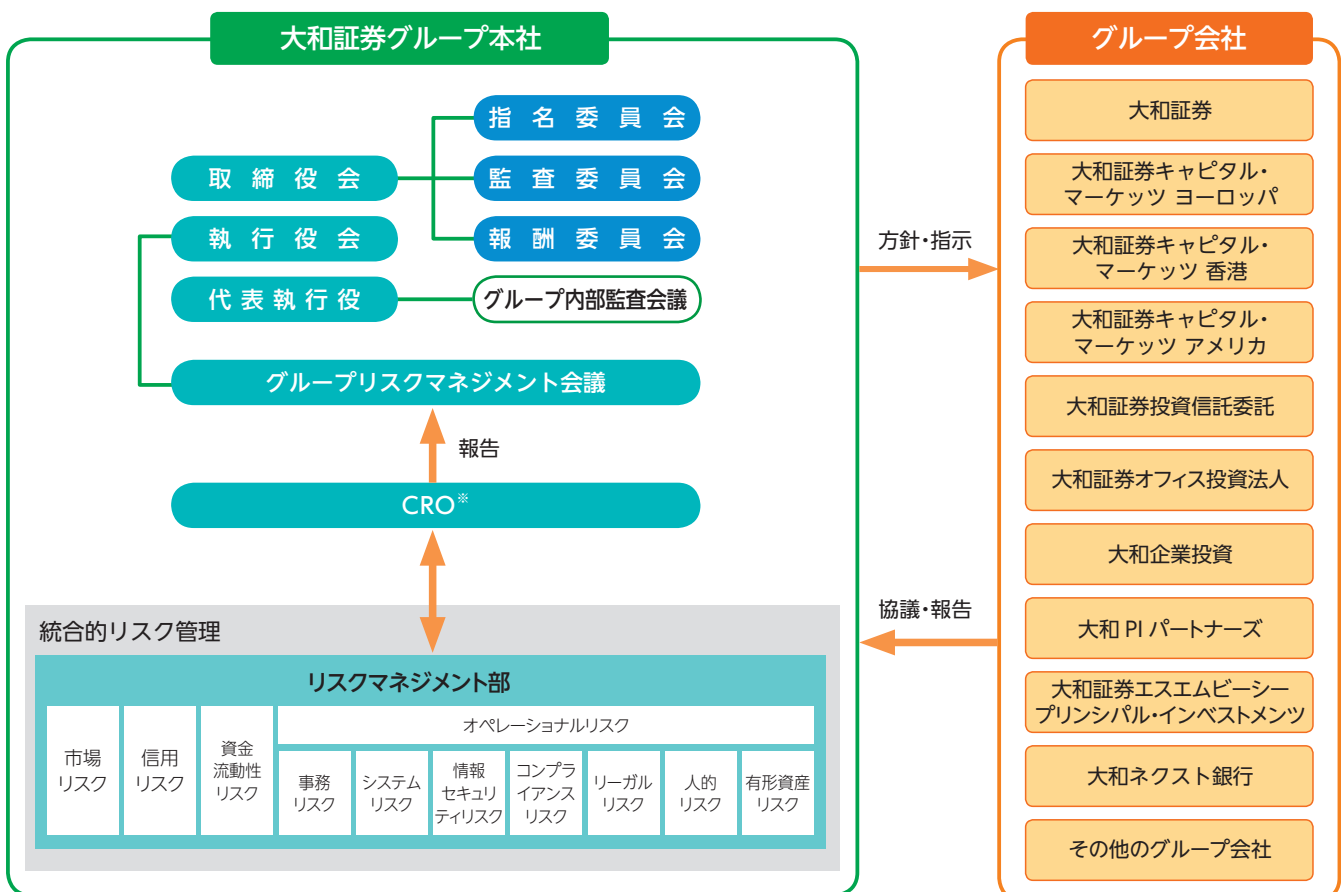 大和証券グループ本社
指名委員会
取締役会
監査委員会
執行役会
報酬委員会
代表執行役
グループ内部監査会議
グループリスクマネジメント会議
報告
CRO※
統合的リスク管理
リスクマネジメント部
市場
リスク
信用
リスク
資金
流動性
リスク
オペレーショナルリスク
事務
リスク
システム
リスク
情報
セキュリ
ティリスク
コンプラ
イアンス
リスク
リーガル
リスク
人的
リスク
有形資産
リスク
方針・指示
協議・報告
グループ会社
大和証券
大和証券キャピタル・
マーケッツ ヨーロッパ
大和証券キャピタル・
マーケッツ 香港
大和証券キャピタル・
マーケッツ アメリカ
大和証券投資信託委託
大和証券オフィス投資法人
大和企業投資
大和 PI パートナーズ
大和証券エスエムビーシー
プリンシパル・インベストメンツ
大和ネクスト銀行
その他のグループ会社